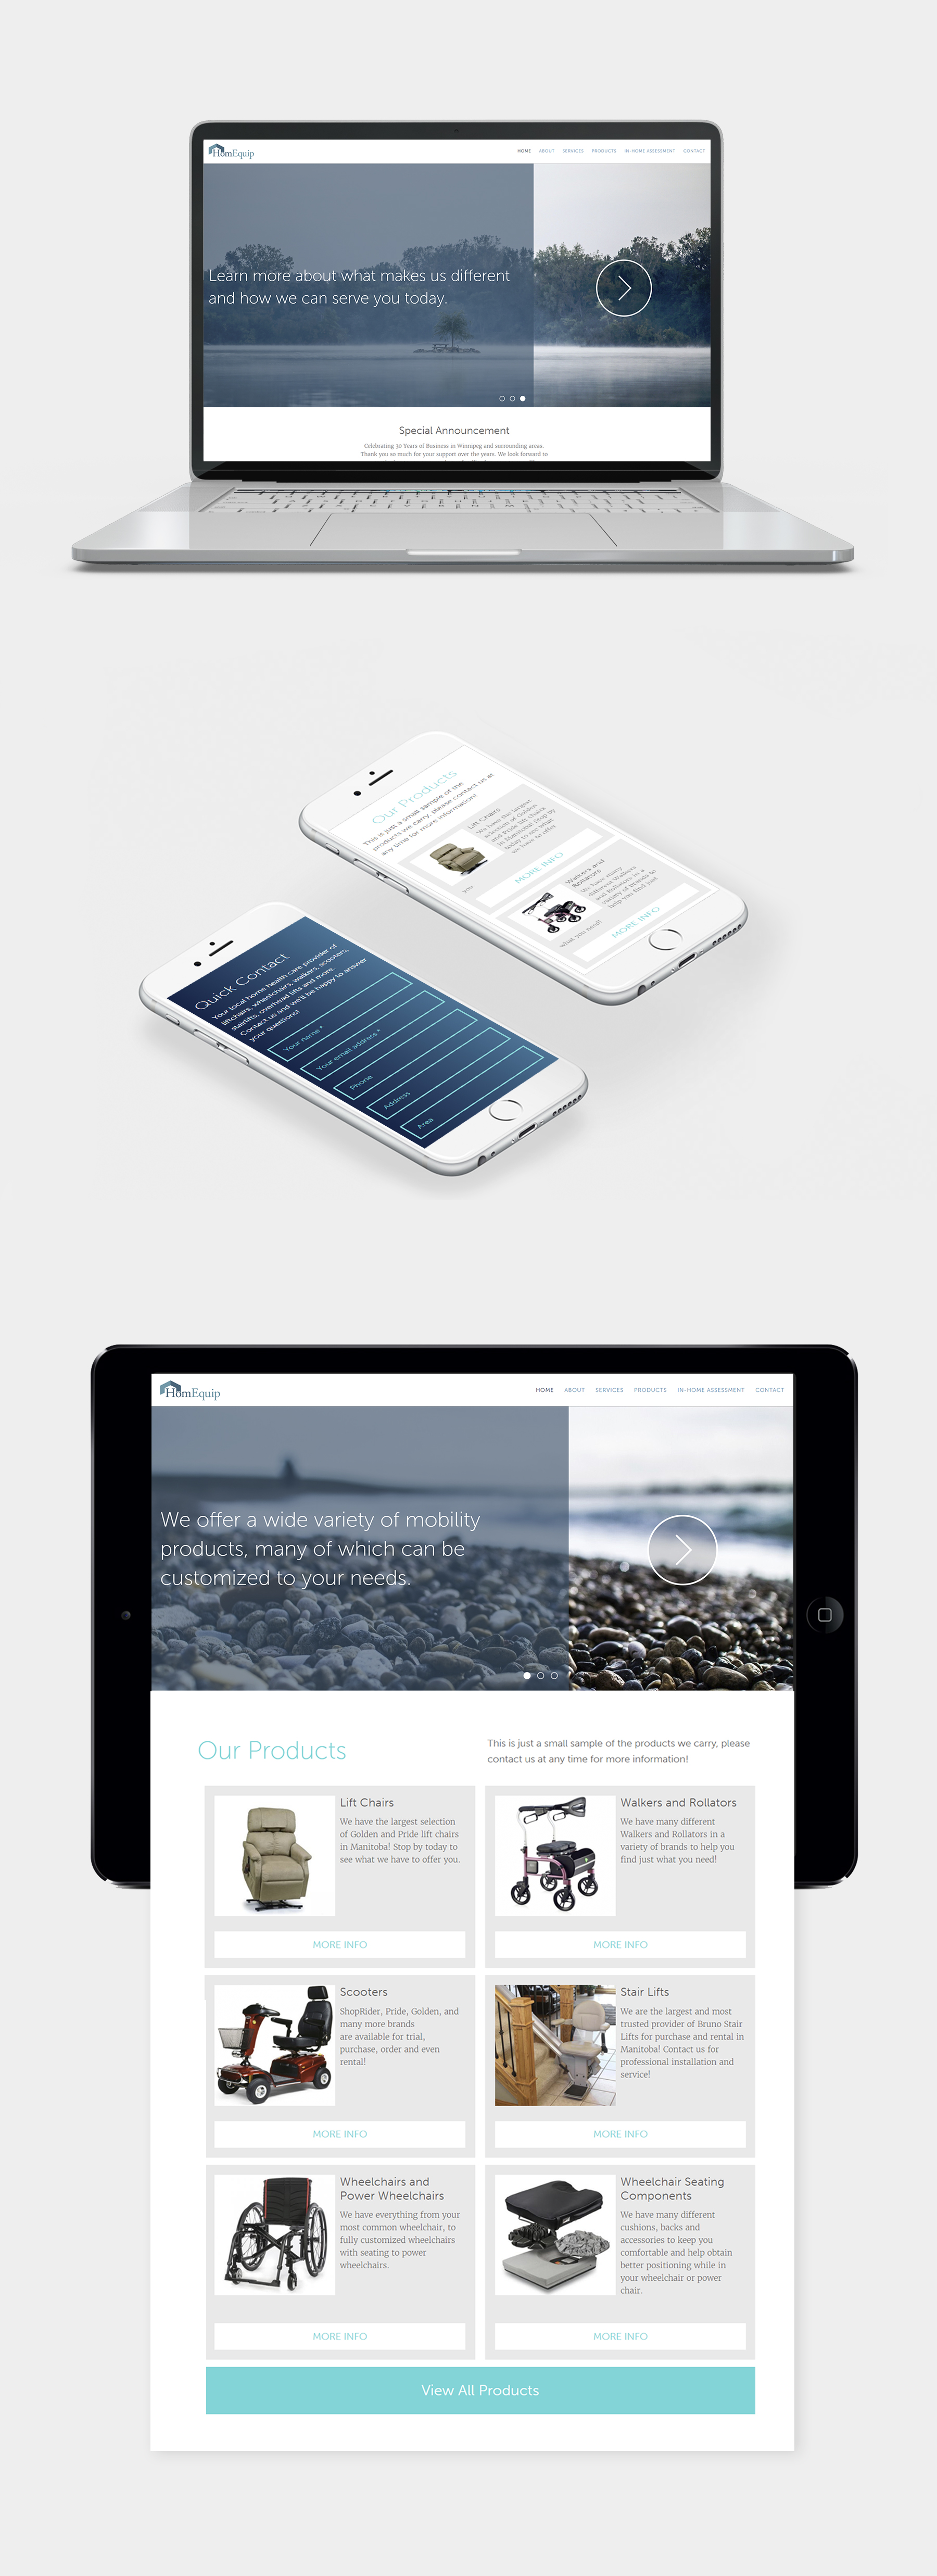 HomEquip
HOME ABOUT SERVICES PRODUCTS IN-HOME ASSESSMENT CONTACT
Learn more about what makes us different
and how we can serve you today.
Special Announcement
Celebrating 30 Years of Business in Winnipeg and surrounding areas.
Thank you so much for your support over the years. We look forward to
Our Products
This is just a small sample of the
products we carry, please contact us at
any time for more information!
Lift Chairs
We have the largest
selection of Golden
and Pride lift chairs
in Manitoba! Stop by
today to see what
we have to offer
you.
MORE INFO
Walkers and
Rollators
We have many
different Walkers
and Rollators in a
variety of brands to
help you find just
what you need!
MORE INFO
Quick Contact
Your local home health care provider of
liftchairs, wheelchairs, walkers, scooters,
stairlifts, overhead lifts and more.
Contact us and we'll be happy to answer
your questions!
Your name *
Your email address *
Phone
Address
Area
HomEquip
HOME ABOUT SERVICES PRODUCTS IN-HOME ASSESSMENT CONTACT
We offer a wide variety of mobility
products, many of which can be
customized to your needs.
Our Products
This is just a small sample of the products we carry, please
contact us at any time for more information!
Lift Chairs
We have the largest selection
of Golden and Pride lift chairs
in Manitoba! Stop by today to
see what we have to offer you.
MORE INFO
Walkers and Rollators
We have many different
Walkers and Rollators in a
variety of brands to help you
find just what you need!
MORE INFO
Scooters
ShopRider, Pride, Golden, and
many more brands
are available for trial,
purchase, order and even
rental!
MORE INFO
Stair Lifts
We are the largest and most
trusted provider of Bruno Stair
Lifts for purchase and rental in
Manitoba! Contact us for
professional installation and
service!
MORE INFO
Wheelchairs and
Power Wheelchairs
We have everything from your
most common wheelchair, to
fully customized wheelchairs
with seating to power
wheelchairs.
MORE INFO
Wheelchair Seating
Components
We have many different
cushions, backs and
accessories to keep you
comfortable and help obtain
better positioning while in
your wheelchair or power
chair.
MORE INFO
View All Products